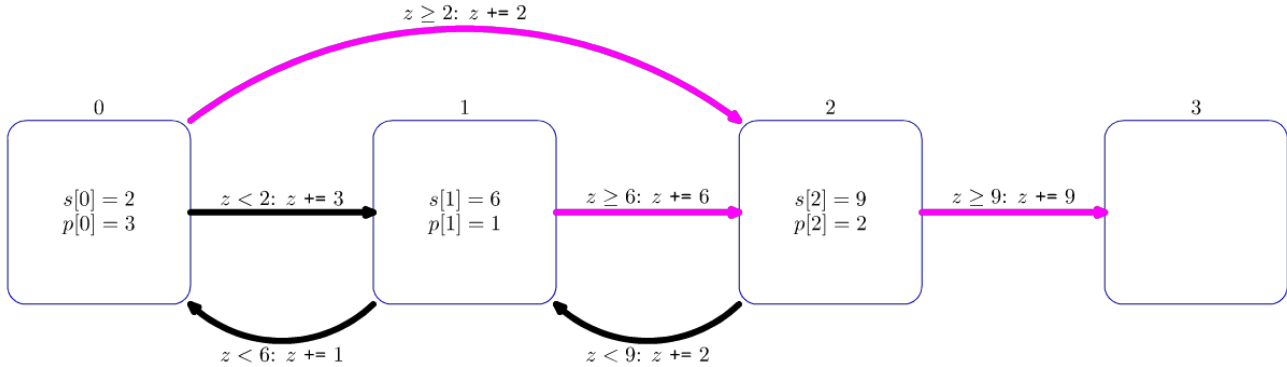 z ≥ 2: z += 2
0
1
2
3
s[0] = 2
p[0] = 3
z < 2: z += 3
s[1] = 6
p[1] = 1
z ≥ 6: z += 6
s[2] = 9
p[2] = 2
z ≥ 9: z += 9
z < 6: z += 1
z < 9: z += 2